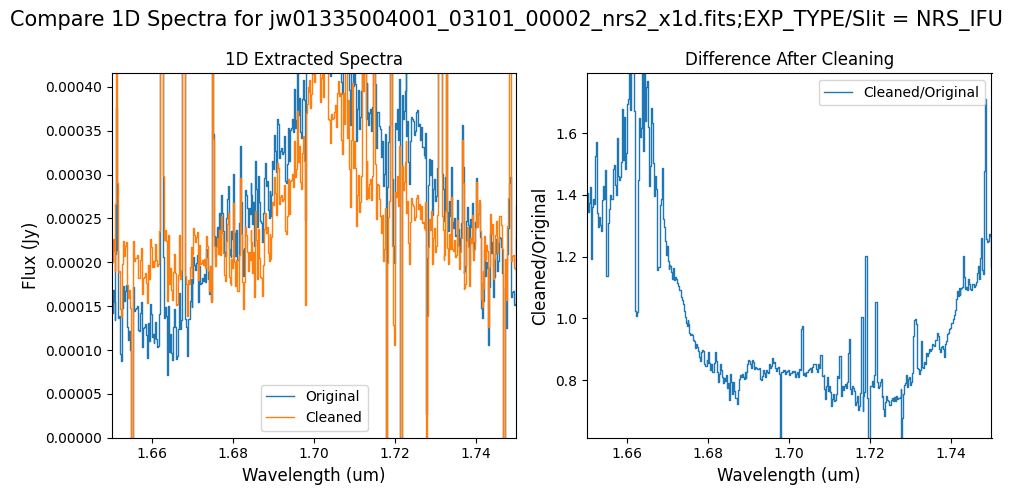 Compare 1D Spectra for jw01335004001_03101_00002_nrs2_x1d.fits;EXP_TYPE/Slit = NRS_IFU
1D Extracted Spectra
Flux (Jy)
0.00040
0.00035
0.00030
0.00025
0.00020
0.00015
0.00010
0.00005
0.00000
Original
Cleaned
1.66 1.68 1.70 1.72 1.74
Wavelength (um)
Difference After Cleaning
Cleaned/Original
Cleaned/Original
1.6
1.4
1.2
1.0
0.8
1.66 1.68 1.70 1.72 1.74
Wavelength (um)